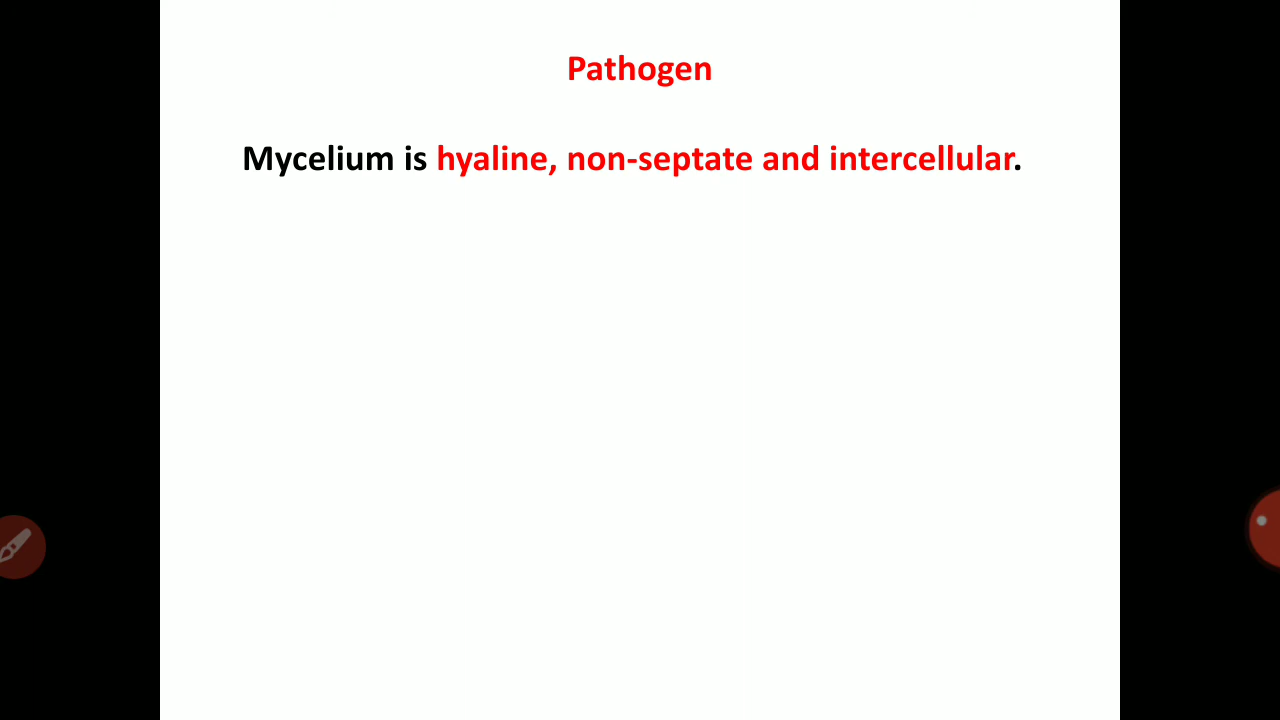 Pathogen
Mycelium is hyaline, non-septate and intercellular.